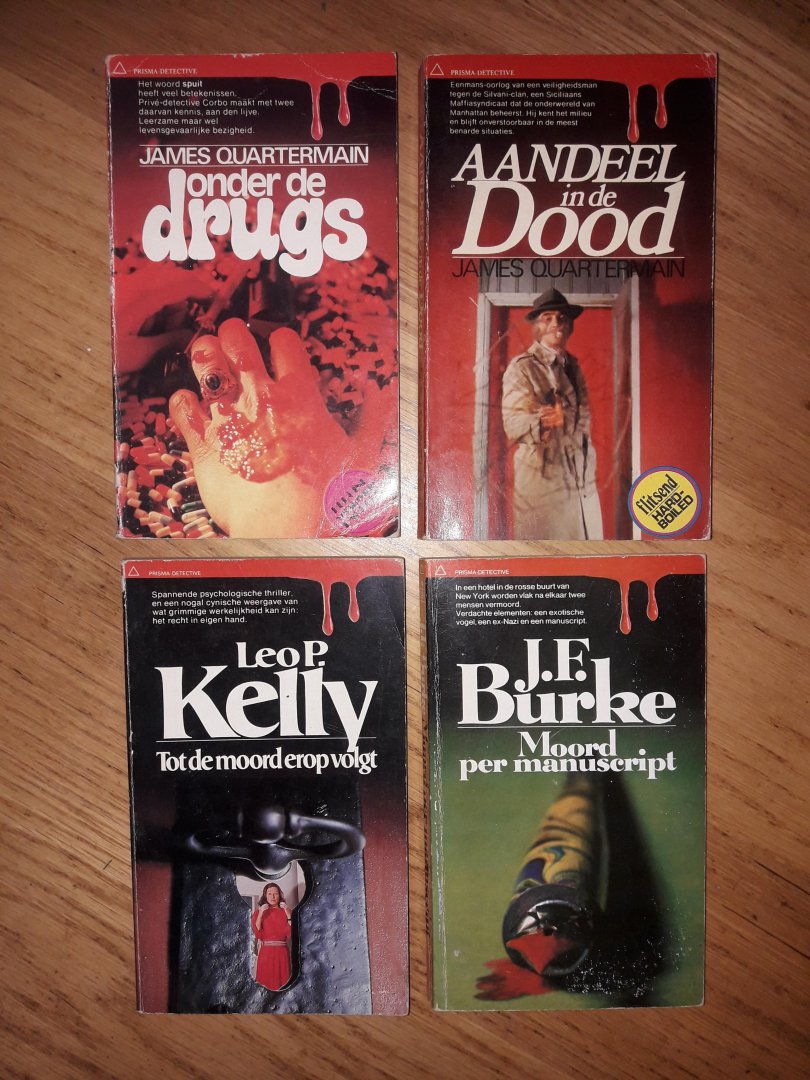 PRISMA-DETECTIVE
Het woord spuit
heeft veel betekenissen.
Privé-detective Corbo maakt met twee
daarvan kennis, aan den lijve.
Leerzame maar wel
levensgevaarlijke bezigheid.
JAMES QUARTERMAIN
onder de
drugs
PRISMA-DETECTIVE
Eenmans-oorlog van een veiligheidsman
tegen de Silvani-clan, een Siciliaans
Maffiasyndicaat dat de onderwereld van
Manhattan beheerst. Hij kent het milieu
en blijft onverstoorbaar in de meest
benarde situaties.
AANDEEL
in de
Dood
JAMES QUARTERMAIN
flitsend
HARD-
BOILED
PRISMA-DETECTIVE
Spannende psychologische thriller,
en een nogal cynische weergave van
wat grimmige werkelijkheid kan zijn:
het recht in eigen hand.
Leo P.
Kelly
Tot de moord erop volgt
PRISMA-DETECTIVE
In een hotel in de rosse buurt van
New York worden vlak na elkaar twee
mensen vermoord.
Verdachte elementen: een exotische
vogel, een ex-Nazi en een manuscript.
J.F.
Burke
Moord
per manuscript